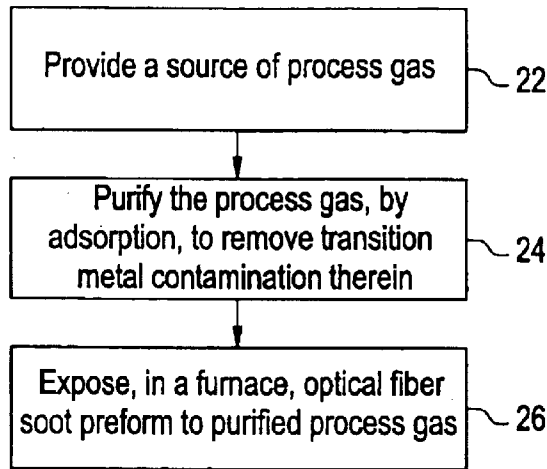 Provide a source of process gas
22
Purify the process gas, by
adsorption, to remove transition
metal contamination therein
24
Expose, in a furnace, optical fiber
soot preform to purified process gas
26